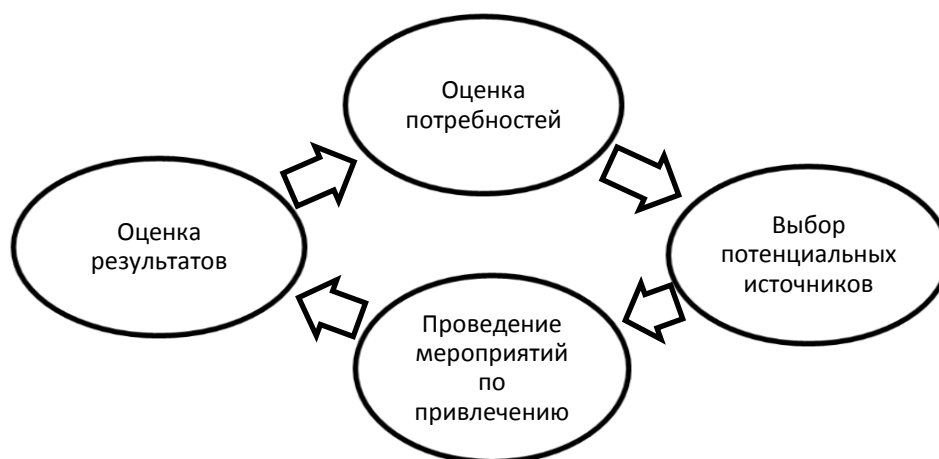 Оценка
потребностей
Выбор
потенциальных
источников
Проведение
мероприятий
по
привлечению
Оценка
результатов